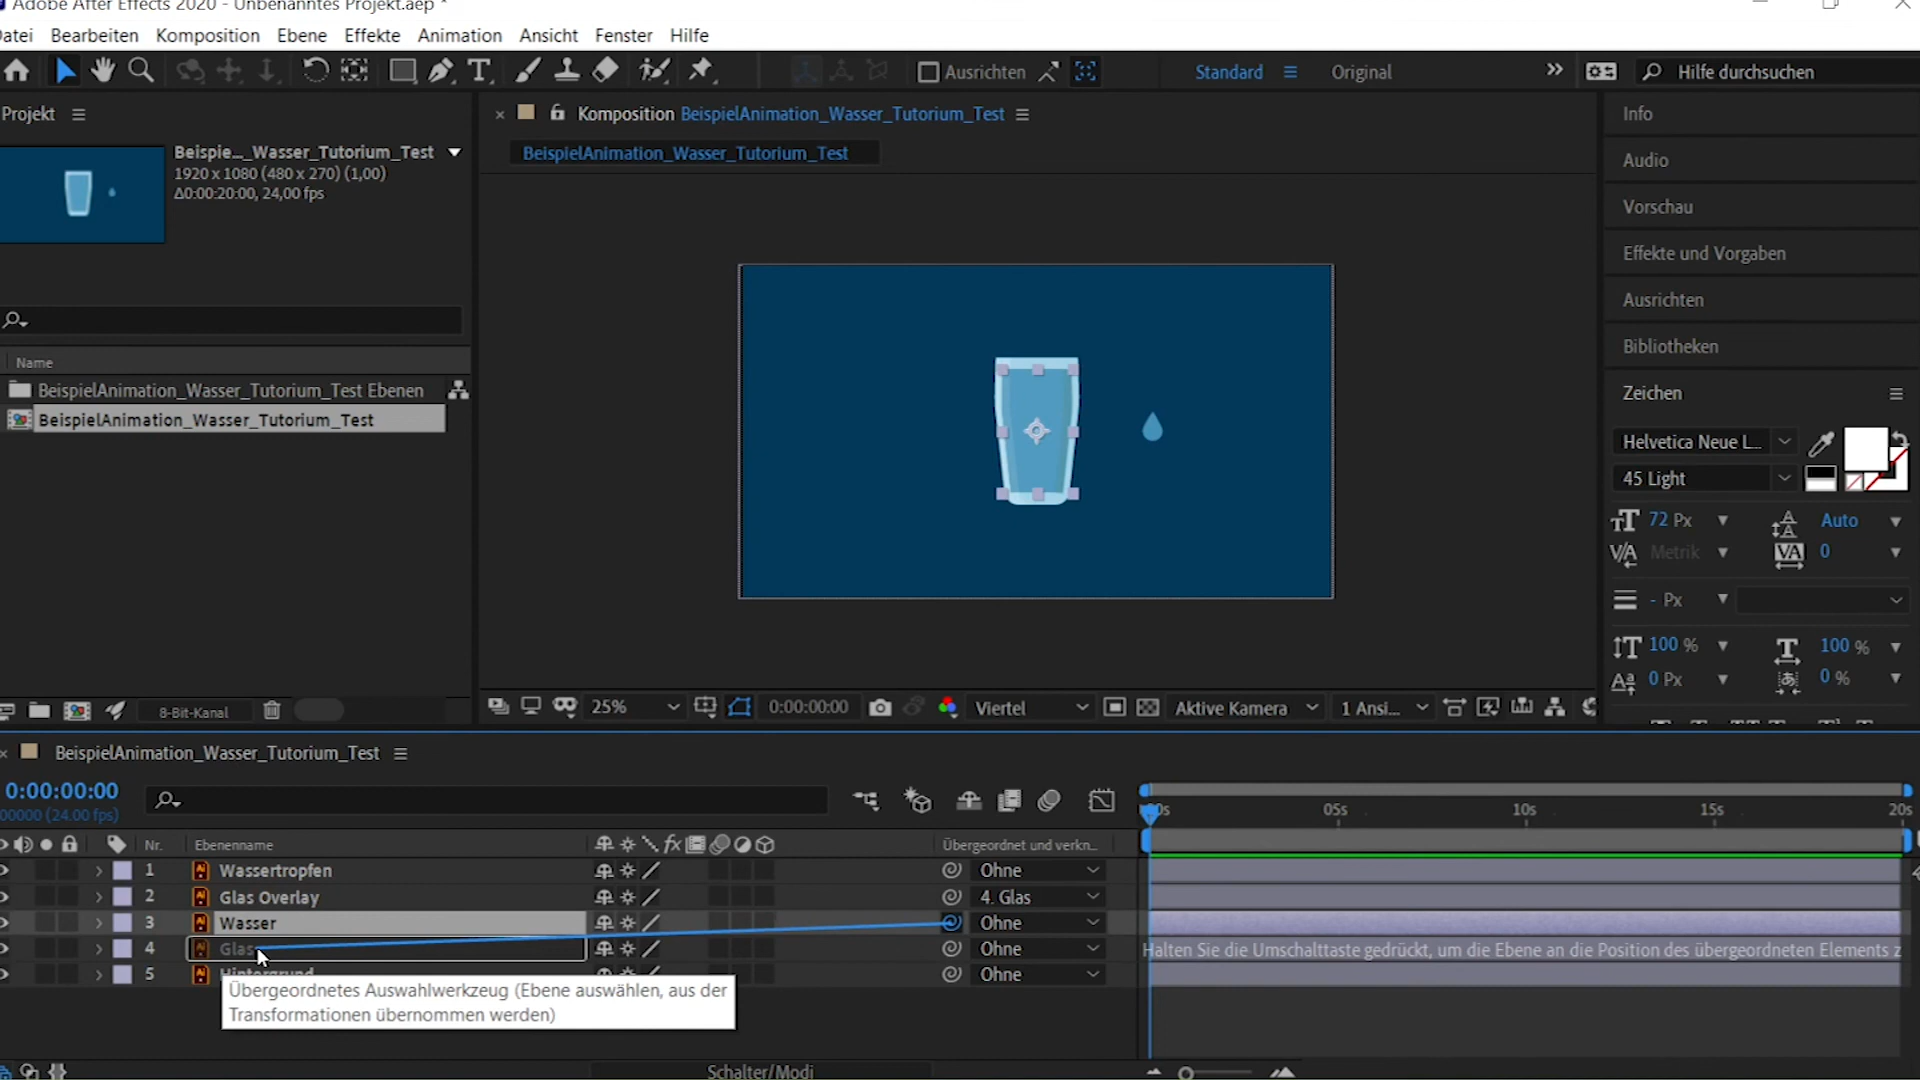 Adobe After Effects 2020 - Unbenanntes Projekt.aep *
Datei Bearbeiten Komposition Ebene Effekte Animation Ansicht Fenster Hilfe
Ausrichten Standard Original Hilfe durchsuchen
Projekt
Komposition BeispielAnimation_Wasser_Tutorium_Test
BeispielAnimation_Wasser_Tutorium_Test
Beispie..._Wasser_Tutorium_Test
1920 x 1080 (480 x 270) (1,00)
Δ0:00:20:00, 24,00 fps
Name
BeispielAnimation_Wasser_Tutorium_Test Ebenen
BeispielAnimation_Wasser_Tutorium_Test
8-Bit-Kanal
25% 0:00:00:00 Viertel Aktive Kamera 1 Ansi...
Info
Audio
Vorschau
Effekte und Vorgaben
Ausrichten
Bibliotheken
Zeichen
Helvetica Neue L...
45 Light
72 Px Auto
Metrik 0
- Px
100 % 100 %
0 Px 0 %
BeispielAnimation_Wasser_Tutorium_Test
0:00:00:00
00000 (24.00 fps)
05s 10s 15s 20s
Nr. Ebenenname Übergeordnet und verkn...
1 Wassertropfen Ohne
2 Glas Overlay 4. Glas
3 Wasser Ohne
4 Glas Ohne
Halten Sie die Umschalttaste gedrückt, um die Ebene an die Position des übergeordneten Elements z
5 Hintergrund Ohne
Übergeordnetes Auswahlwerkzeug (Ebene auswählen, aus der
Transformationen übernommen werden)
Schalter/Modi